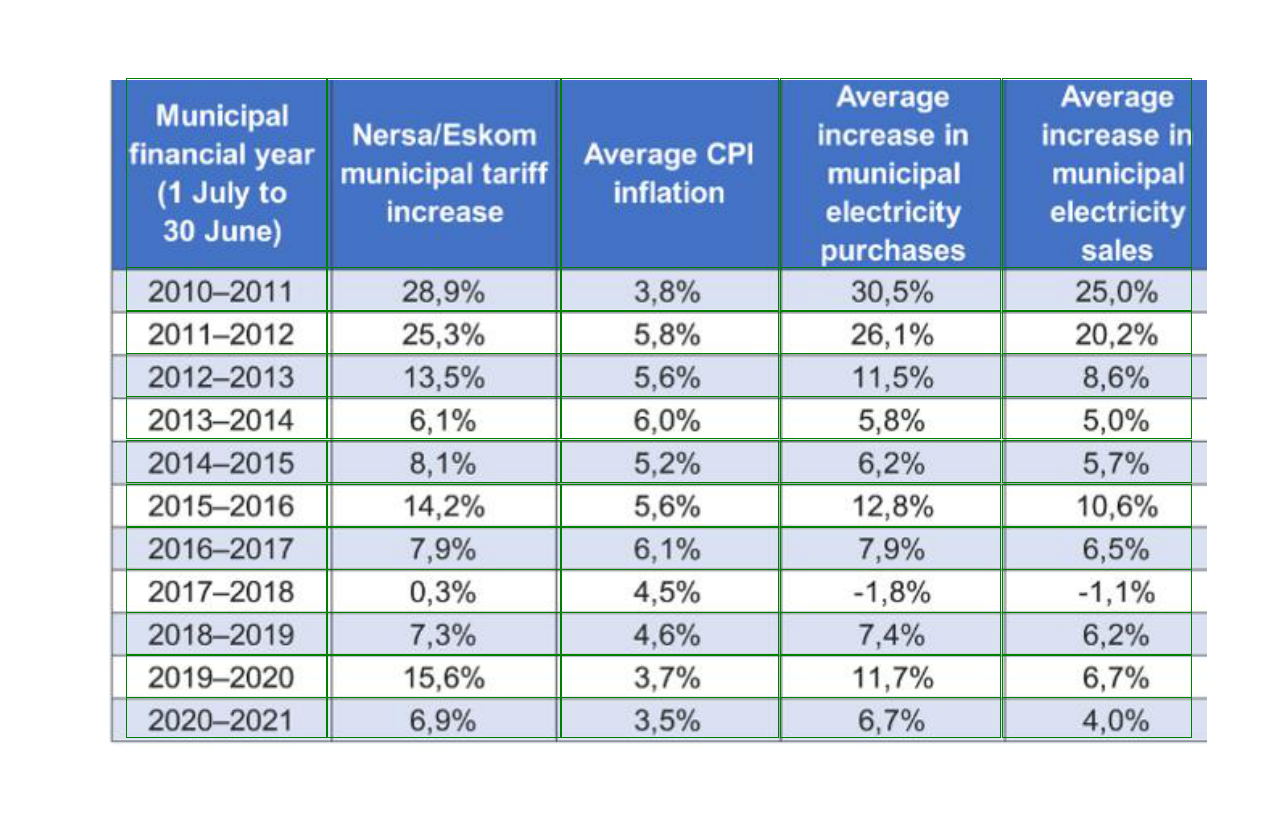 Municipal financial year (1 July to 30 June) Nersa/Eskom municipal tariff increase Average CPI inflation Average increase in municipal electricity purchases Average increase in municipal electricity sales
2010–2011 28,9% 3,8% 30,5% 25,0%
2011–2012 25,3% 5,8% 26,1% 20,2%
2012–2013 13,5% 5,6% 11,5% 8,6%
2013–2014 6,1% 6,0% 5,8% 5,0%
2014–2015 8,1% 5,2% 6,2% 5,7%
2015–2016 14,2% 5,6% 12,8% 10,6%
2016–2017 7,9% 6,1% 7,9% 6,5%
2017–2018 0,3% 4,5% -1,8% -1,1%
2018–2019 7,3% 4,6% 7,4% 6,2%
2019–2020 15,6% 3,7% 11,7% 6,7%
2020–2021 6,9% 3,5% 6,7% 4,0%